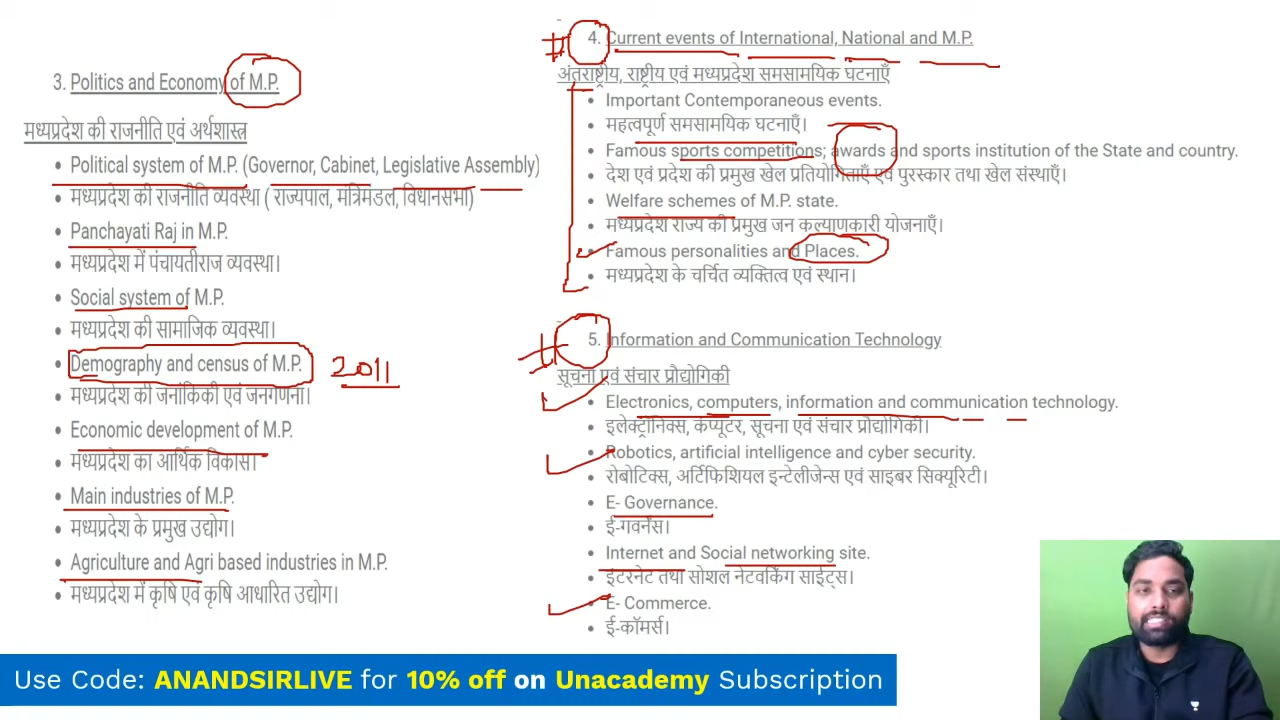 3. Politics and Economy of M.P.
मध्यप्रदेश की राजनीति एवं अर्थशास्त्र
• Political system of M.P. (Governor, Cabinet, Legislative Assembly)
• मध्यप्रदेश की राजनीति व्यवस्था ( राज्यपाल, मंत्रिमडल, विधानसभा)
• Panchayati Raj in M.P.
• मध्यप्रदेश में पंचायतीराज व्यवस्था।
• Social system of M.P.
• मध्यप्रदेश की सामाजिक व्यवस्था।
• Demography and census of M.P.
2011
• मध्यप्रदेश की जनांकिकी एवं जनगणना।
• Economic development of M.P.
• मध्यप्रदेश का आर्थिक विकास।
• Main industries of M.P.
• मध्यप्रदेश के प्रमुख उद्योग।
• Agriculture and Agri based industries in M.P.
• मध्यप्रदेश में कृषि एवं कृषि आधारित उद्योग।
4. Current events of International, National and M.P.
अंतराष्ट्रीय, राष्ट्रीय एवं मध्यप्रदेश समसामयिक घटनाएँ
• Important Contemporaneous events.
• महत्वपूर्ण समसामयिक घटनाएँ।
• Famous sports competitions; awards and sports institution of the State and country.
• देश एवं प्रदेश की प्रमुख खेल प्रतियोगिताएँ एवं पुरस्कार तथा खेल संस्थाएँ।
• Welfare schemes of M.P. state.
• मध्यप्रदेश राज्य की प्रमुख जन कल्याणकारी योजनाएँ।
• Famous personalities and Places.
• मध्यप्रदेश के चर्चित व्यक्तित्व एवं स्थान।
5. Information and Communication Technology
सूचना एवं संचार प्रौद्योगिकी
• Electronics, computers, information and communication technology.
• इलेक्ट्रोनिक्स, कंप्यूटर, सूचना एवं संचार प्रौद्योगिकी।
• Robotics, artificial intelligence and cyber security.
• रोबोटिक्स, अर्टिफिशियल इन्टेलीजेन्स एवं साइबर सिक्यूरिटी।
• E- Governance.
• ई-गवर्नेंस।
• Internet and Social networking site.
• इंटरनेट तथा सोशल नेटवर्किंग साईट्स।
• E- Commerce.
• ई-कॉमर्स।
Use Code: ANANDSIRLIVE for 10% off on Unacademy Subscription